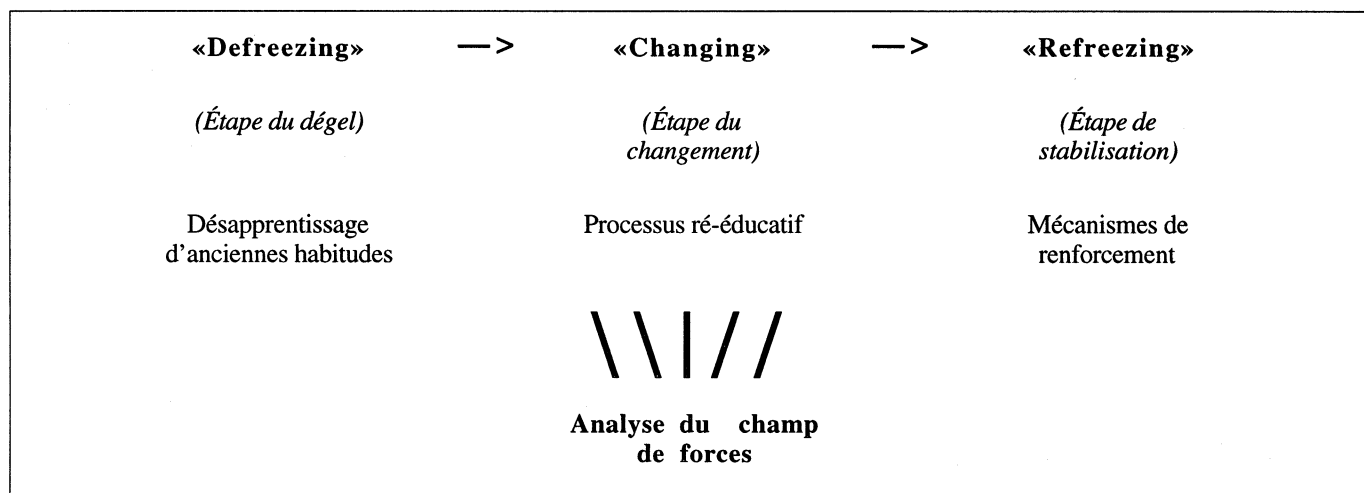 «Defreezing» —> «Changing» —> «Refreezing»
(Étape du dégel) (Étape du changement) (Étape de stabilisation)
Désapprentissage d'anciennes habitudes
Processus ré-éducatif
Mécanismes de renforcement
\ \ | / /
Analyse du champ
de forces